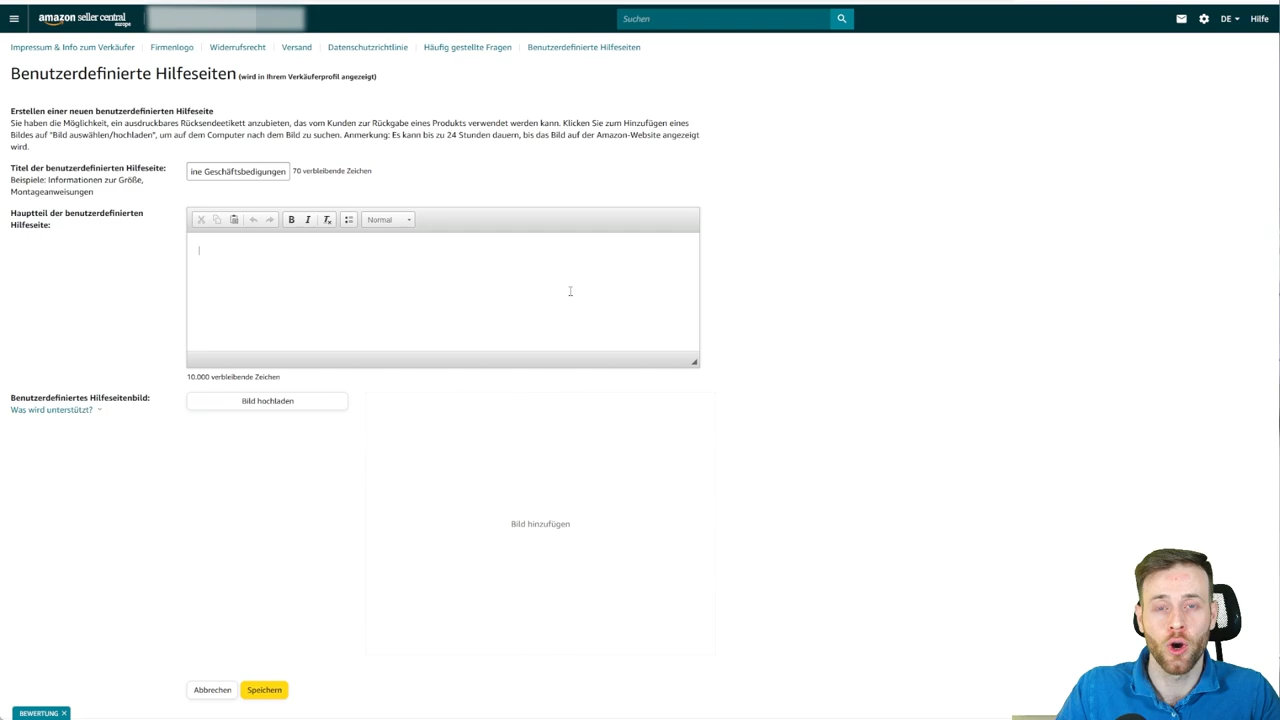 amazon seller central
europe
Suchen
DE
Hilfe
Impressum & Info zum Verkäufer
Firmenlogo
Widerrufsrecht
Versand
Datenschutzrichtlinie
Häufig gestellte Fragen
Benutzerdefinierte Hilfeseiten
Benutzerdefinierte Hilfeseiten (wird in Ihrem Verkäuferprofil angezeigt)
Erstellen einer neuen benutzerdefinierten Hilfeseite
Sie haben die Möglichkeit, ein ausdruckbares Rücksendeetikett anzubieten, das vom Kunden zur Rückgabe eines Produkts verwendet werden kann. Klicken Sie zum Hinzufügen eines
Bildes auf "Bild auswählen/hochladen", um auf dem Computer nach dem Bild zu suchen. Anmerkung: Es kann bis zu 24 Stunden dauern, bis das Bild auf der Amazon-Website angezeigt
wird.
Titel der benutzerdefinierten Hilfeseite:
Beispiele: Informationen zur Größe,
Montageanweisungen
ine Geschäftsbedigungen
70 verbleibende Zeichen
Hauptteil der benutzerdefinierten
Hilfeseite:
B I Tx
Normal
10.000 verbleibende Zeichen
Benutzerdefiniertes Hilfeseitenbild:
Was wird unterstützt?
Bild hochladen
Bild hinzufügen
Abbrechen
Speichern
BEWERTUNG X